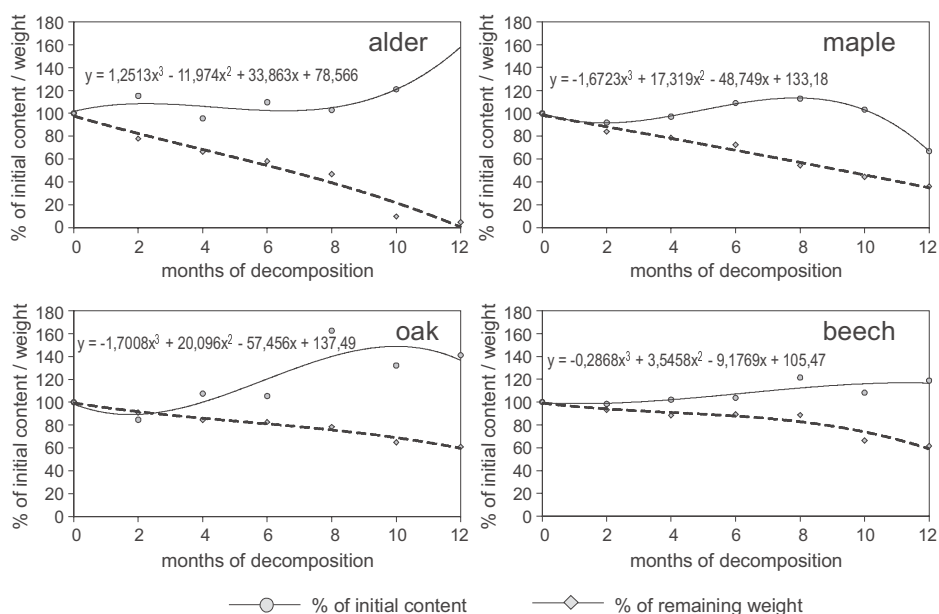 alder
y = 1,2513x³ - 11,974x² + 33,863x + 78,566
% of initial content / weight
180
160
140
120
100
80
60
40
20
0
0 2 4 6 8 10 12
months of decomposition
maple
y = -1,6723x³ + 17,319x² - 48,749x + 133,18
% of initial content / weight
180
160
140
120
100
80
60
40
20
0
0 2 4 6 8 10 12
months of decomposition
oak
y = -1,7008x³ + 20,096x² - 57,456x + 137,49
% of initial content / weight
180
160
140
120
100
80
60
40
20
0
0 2 4 6 8 10 12
months of decomposition
beech
y = -0,2868x³ + 3,5458x² - 9,1769x + 105,47
% of initial content / weight
180
160
140
120
100
80
60
40
20
0
0 2 4 6 8 10 12
months of decomposition
% of initial content % of remaining weight